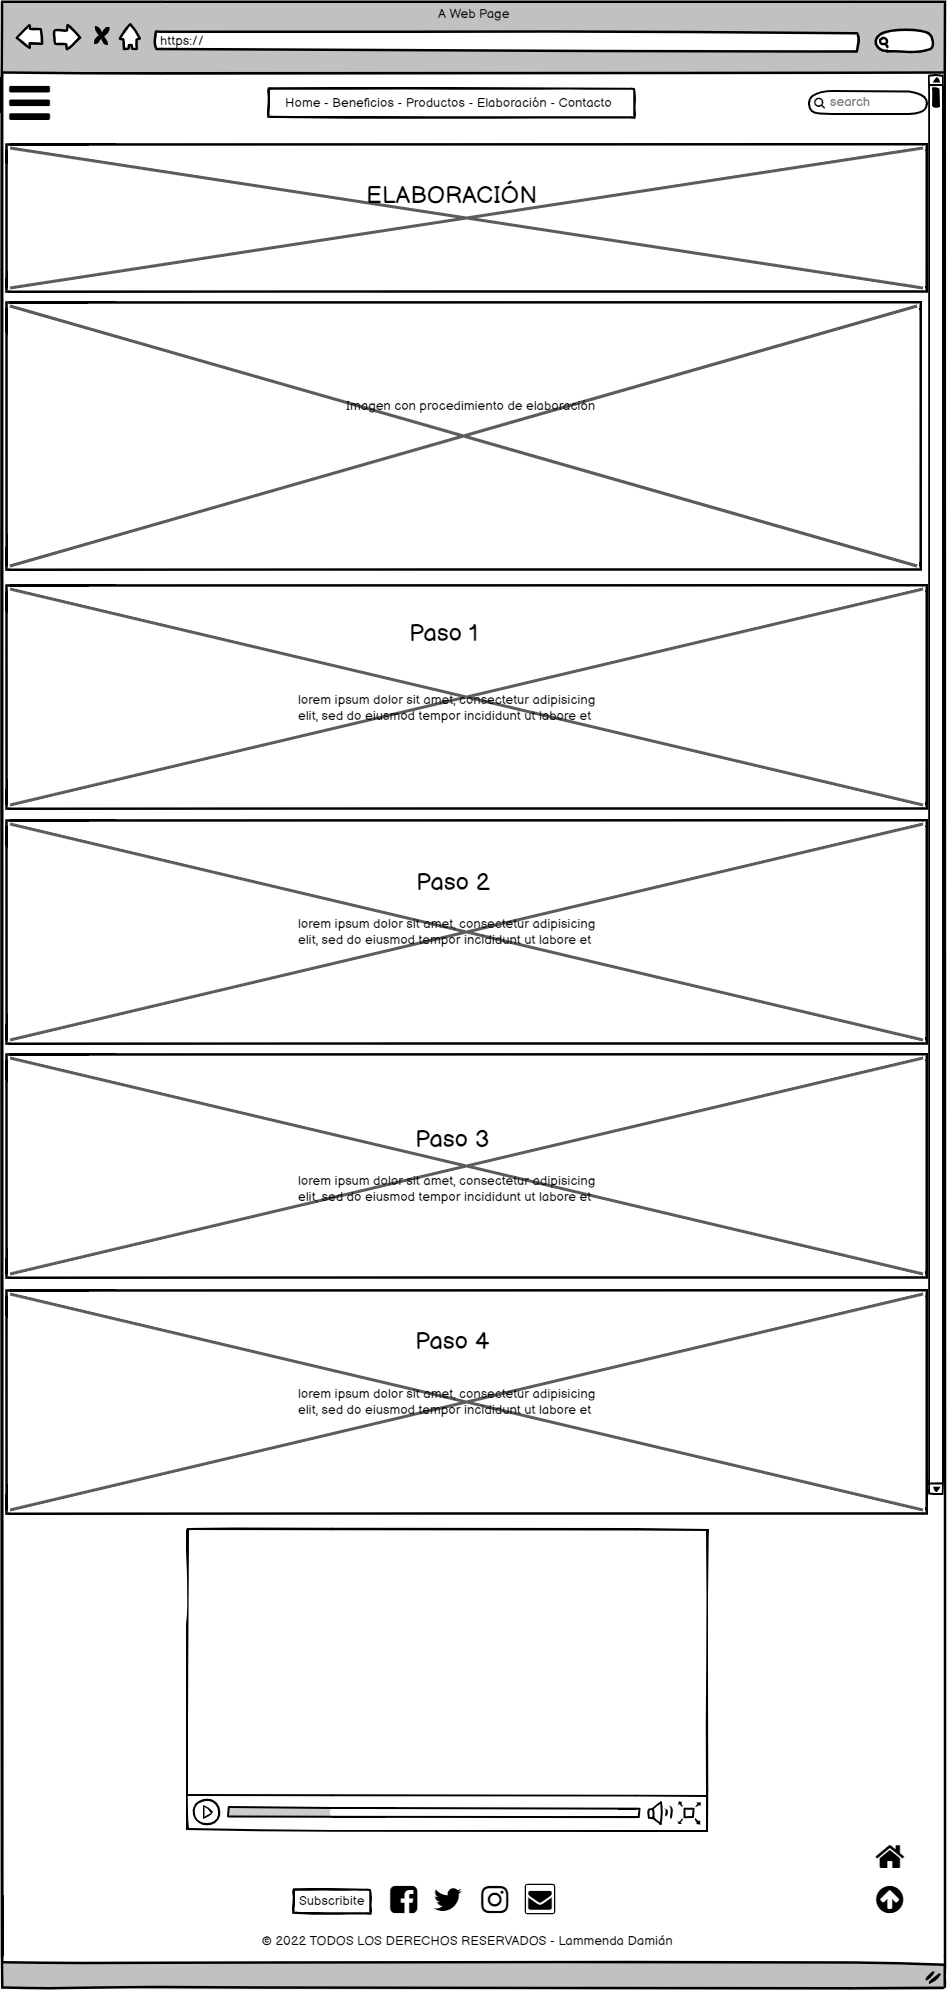 A Web Page
https://
Home - Beneficios - Productos - Elaboración - Contacto
search
ELABORACIÓN
Imagen con procedimiento de elaboración
Paso 1
lorem ipsum dolor sit amet, consectetur adipisicing
elit, sed do eiusmod tempor incididunt ut labore et
Paso 2
lorem ipsum dolor sit amet, consectetur adipisicing
elit, sed do eiusmod tempor incididunt ut labore et
Paso 3
lorem ipsum dolor sit amet, consectetur adipisicing
elit, sed do eiusmod tempor incididunt ut labore et
Paso 4
lorem ipsum dolor sit amet, consectetur adipisicing
elit, sed do eiusmod tempor incididunt ut labore et
Subscribite
© 2022 TODOS LOS DERECHOS RESERVADOS - Lammenda Damián